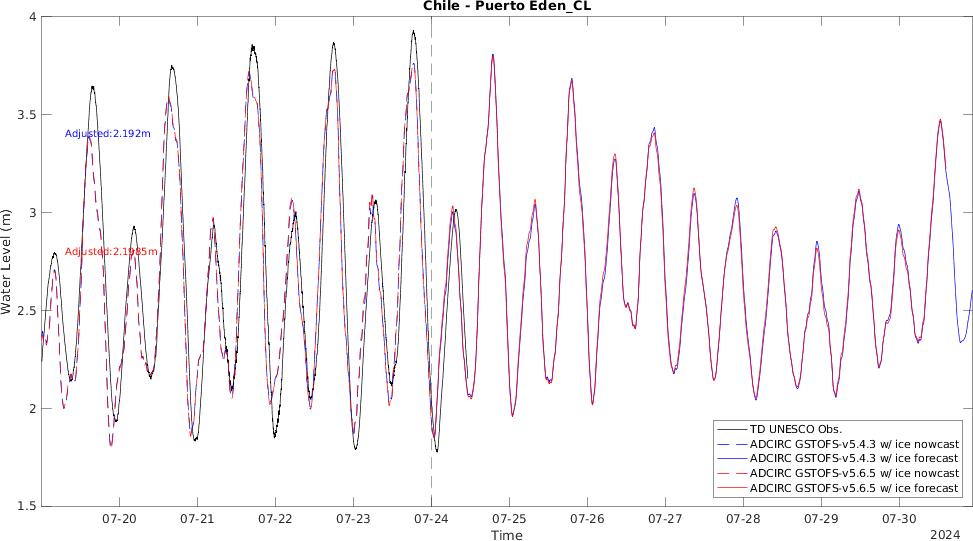 Chile - Puerto Eden_CL
4
3.5
3
2.5
2
1.5
Water Level (m)
Adjusted:2.192m
Adjusted:2.1985m
TD UNESCO Obs.
ADCIRC GSTOFS-v5.4.3 w/ ice nowcast
ADCIRC GSTOFS-v5.4.3 w/ ice forecast
ADCIRC GSTOFS-v5.6.5 w/ ice nowcast
ADCIRC GSTOFS-v5.6.5 w/ ice forecast
07-20 07-21 07-22 07-23 07-24 07-25 07-26 07-27 07-28 07-29 07-30
Time
2024